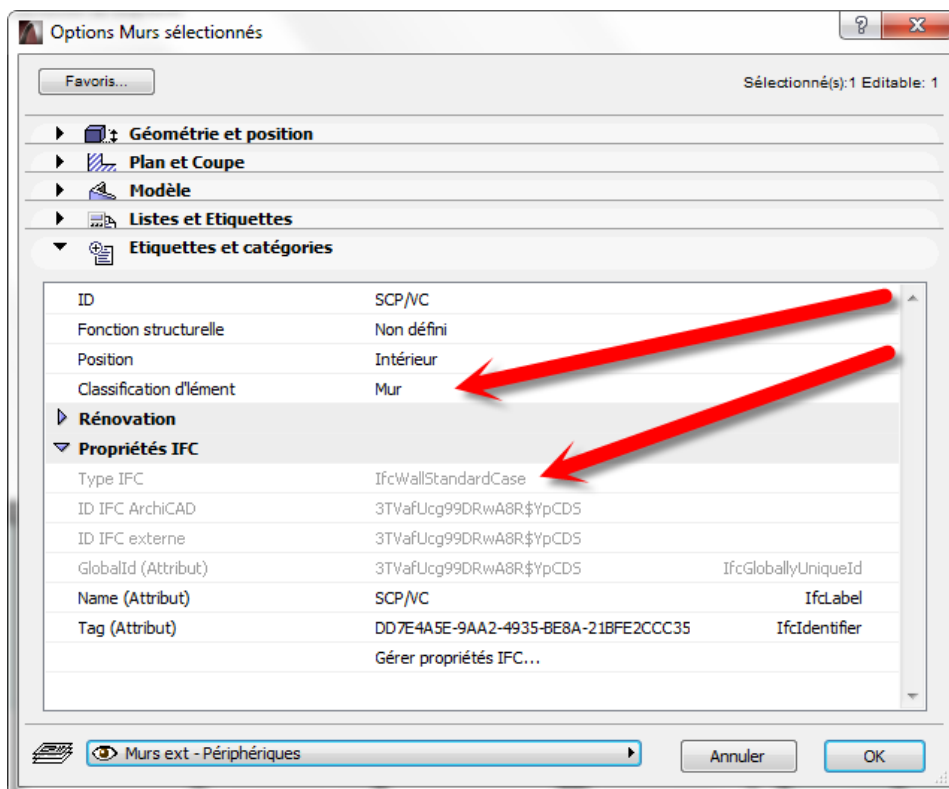 Options Murs sélectionnés
Favoris...
Sélectionné(s):1 Editable: 1
Géométrie et position
Plan et Coupe
Modèle
Listes et Etiquettes
Etiquettes et catégories
ID SCP/VC
Fonction structurelle Non défini
Position Intérieur
Classification d'lément Mur
Rénovation
Propriétés IFC
Type IFC IfcWallStandardCase
ID IFC ArchiCAD 3TVafUcg99DRwA8R$YpCD5
ID IFC externe 3TVafUcg99DRwA8R$YpCD5
GlobalId (Attribut) 3TVafUcg99DRwA8R$YpCD5 IfcGloballyUniqueId
Name (Attribut) SCP/VC IfcLabel
Tag (Attribut) DD7E4A5E-9AA2-4935-BE8A-21BFE2CCC35 IfcIdentifier
Gérer propriétés IFC...
Murs ext - Périphériques
Annuler
OK